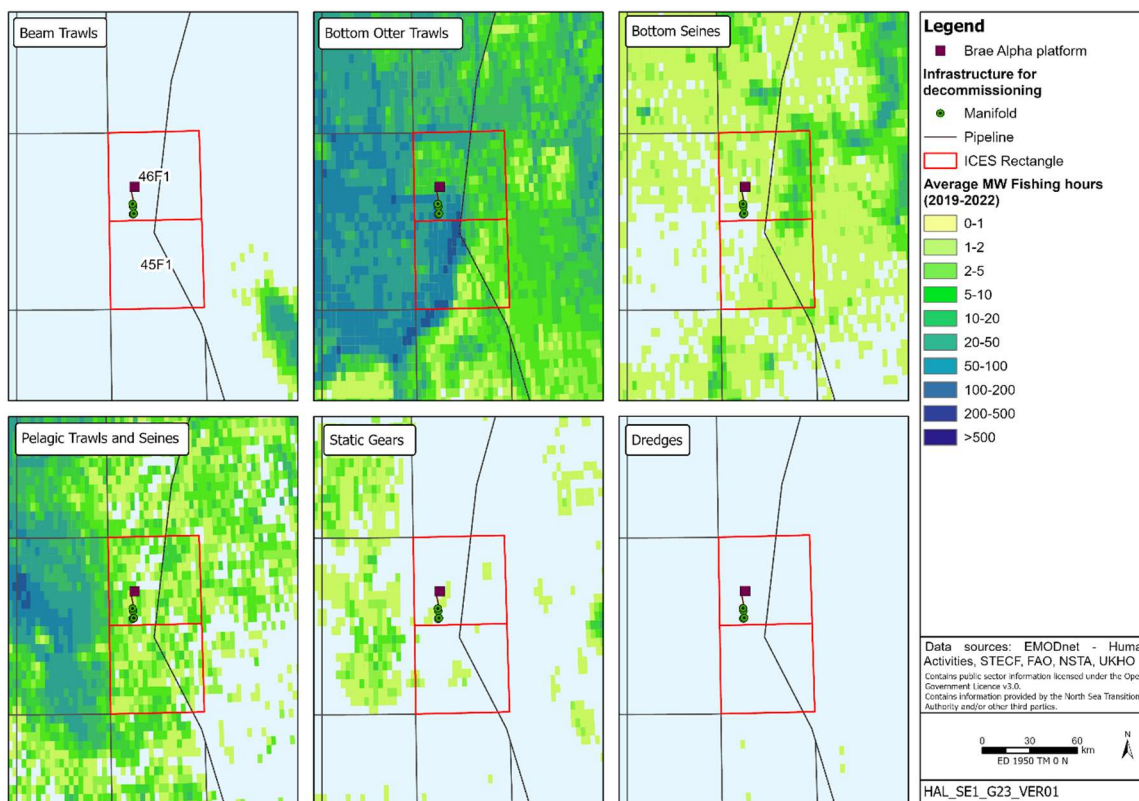 Beam Trawls
46F1
45F1
Bottom Otter Trawls
Bottom Seines
Pelagic Trawls and Seines
Static Gears
Dredges
Legend
Brae Alpha platform
Infrastructure for
decommissioning
Manifold
Pipeline
ICES Rectangle
Average MW Fishing hours
(2019-2022)
0-1
1-2
2-5
5-10
10-20
20-50
50-100
100-200
200-500
>500
Data sources: EMODnet - Huma
Activities, STECF, FAO, NSTA, UKHO
Contains public sector information licensed under the Ope
Government Licence v3.0.
Contains information provided by the North Sea Transition
Authority and/or other third parties.
0 30 60
km
N
ED 1950 TM 0 N
HAL_SE1_G23_VER01